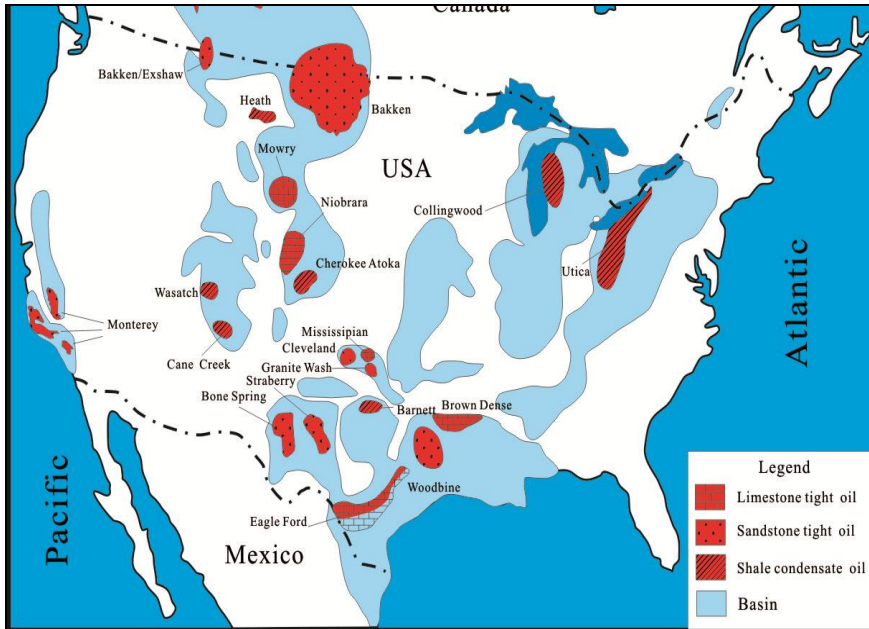 Canada
Bakken/Exshaw
Heath
Bakken
Mowry
USA
Niobrara
Collingwood
Cherokee Atoka
Utica
Wasatch
Monterey
Mississipian
Cleveland
Cane Creek
Granite Wash
Straberry
Bone Spring
Barnett
Brown Dense
Woodbine
Eagle Ford
Mexico
Pacific
Atlantic
Legend
Limestone tight oil
Sandstone tight oil
Shale condensate oil
Basin